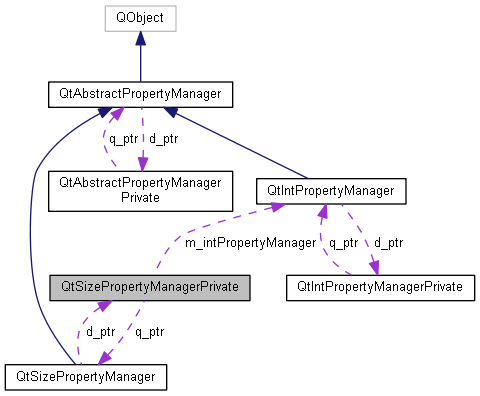 QObject
QtAbstractPropertyManager
q_ptr
d_ptr
QtAbstractPropertyManager
Private
QtIntPropertyManager
m_intPropertyManager
q_ptr
d_ptr
QtSizePropertyManagerPrivate
QtIntPropertyManagerPrivate
d_ptr
q_ptr
QtSizePropertyManager